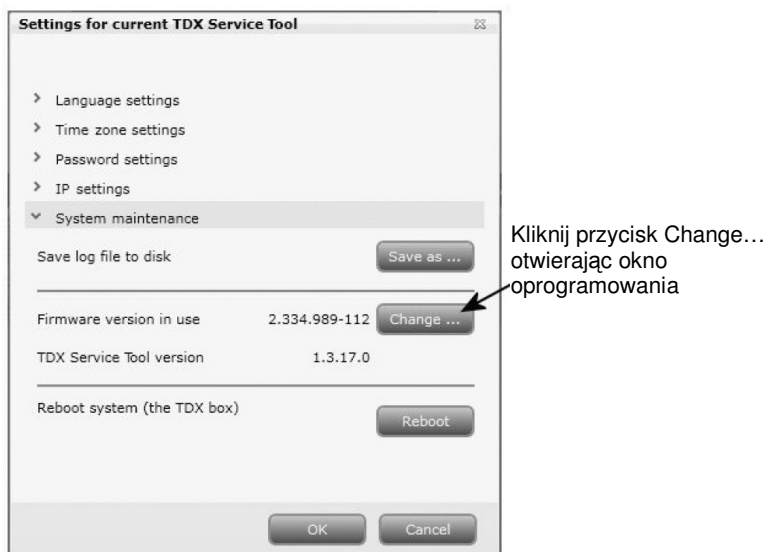 Settings for current TDX Service Tool
Language settings
Time zone settings
Password settings
IP settings
System maintenance
Save log file to disk Save as ...
Firmware version in use 2.334.989-112 Change ...
TDX Service Tool version 1.3.17.0
Reboot system (the TDX box) Reboot
OK Cancel
Kliknij przycisk Change...
otwierając okno
oprogramowania